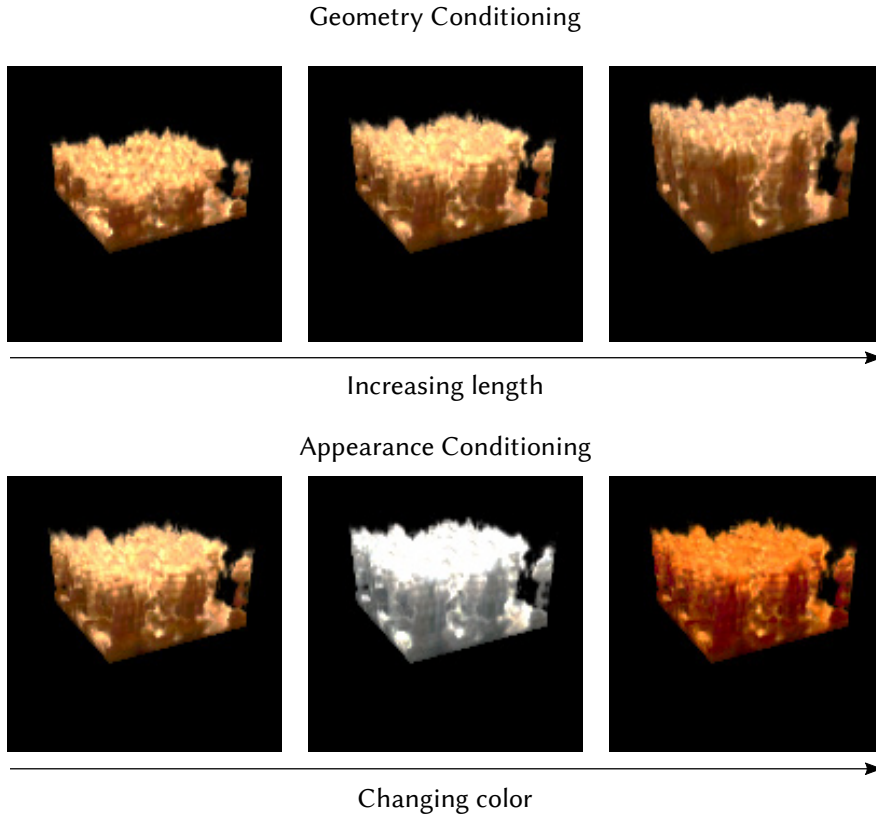 Geometry Conditioning
Increasing length
Appearance Conditioning
Changing color